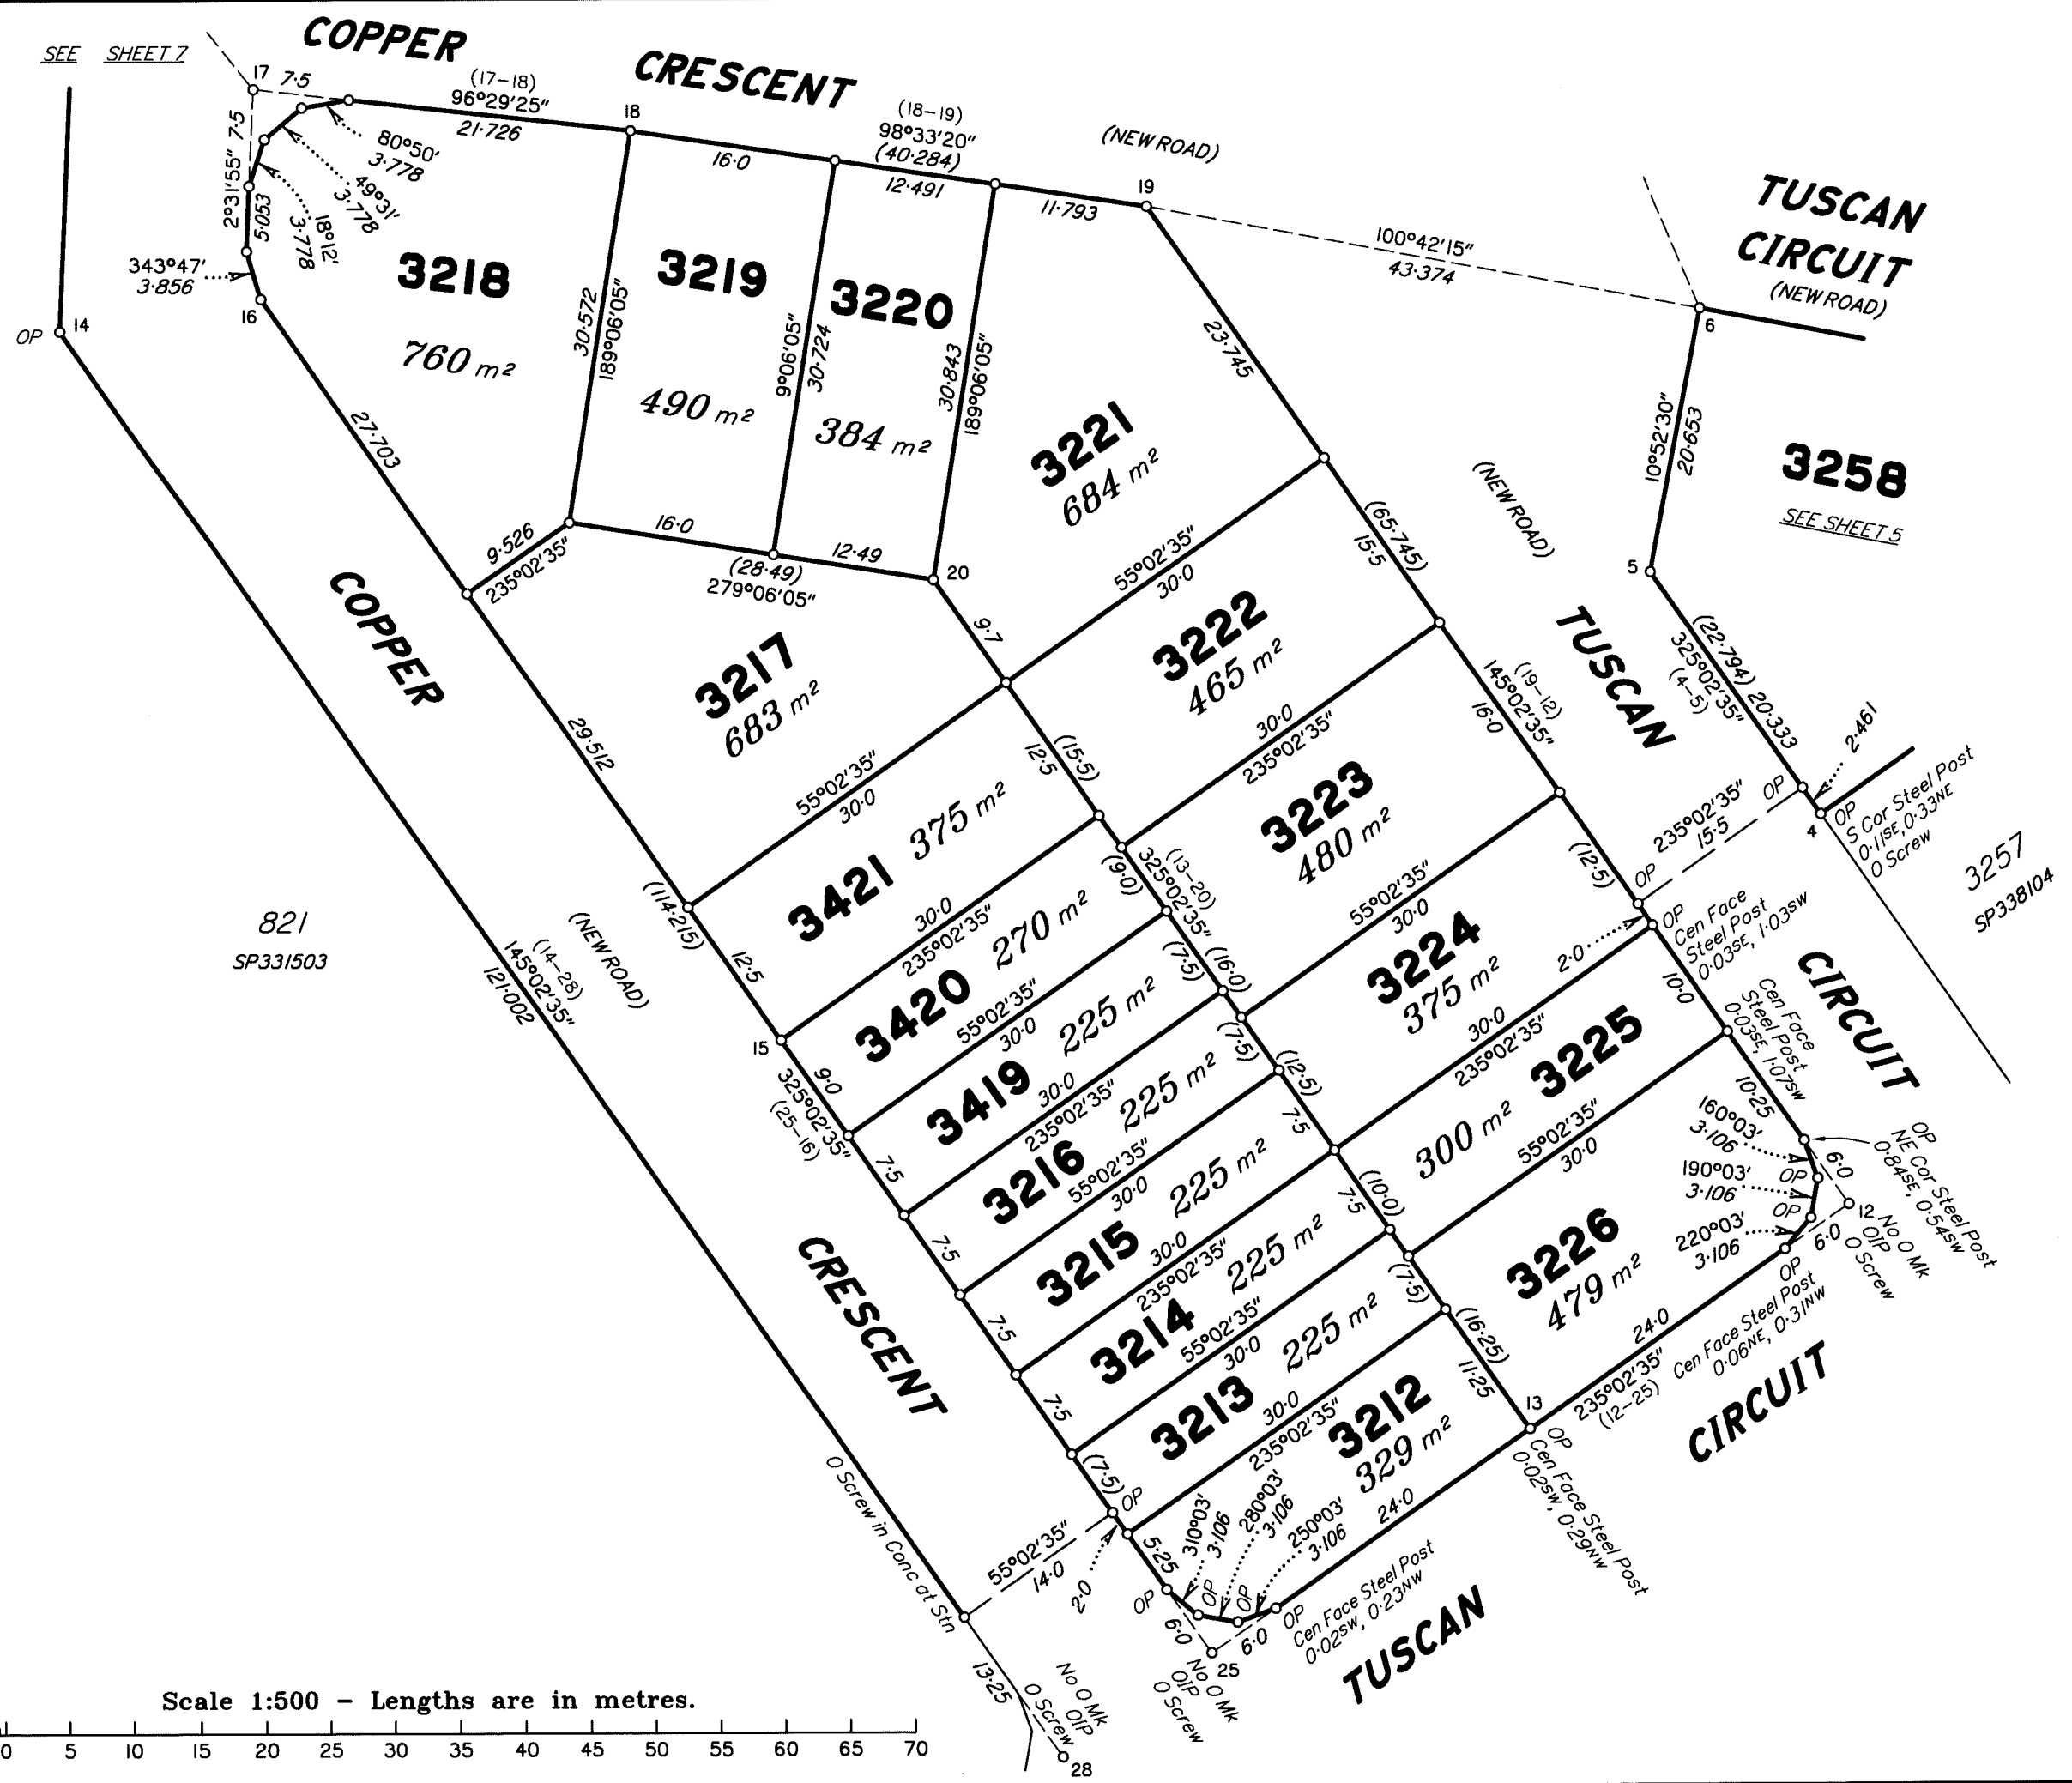 SEE SHEET 7
COPPER
CRESCENT
(NEW ROAD)
TUSCAN
CIRCUIT
(NEW ROAD)
17
7·5
(17–18)
96°29'25"
21·726
18
16·0
(18–19)
98°33'20"
(40·284)
12·491
11·793
19
100°42'15"
43·374
6
2°31'55" 7·5
5·053
80°50'
3·778
49°31'
3·778
18°12'
3·778
343°47'
3·856
16
OP
14
3218
760 m²
30·572
189°06'05"
3219
490 m²
9°06'05"
30·724
3220
384 m²
30·843
189°06'05"
3221
684 m²
23·745
10°52'30"
20·653
3258
SEE SHEET 5
5
27·703
9·526
235°02'35"
16·0
12·49
(28·49)
279°06'05"
20
9·7
55°02'35"
30·0
(65·745)
15·5
(NEW ROAD)
TUSCAN
(22·794) 20·333
325°02'35"
(4–5)
2·461
COPPER
3217
683 m²
29·512
3222
465 m²
30·0
235°02'35"
(19–12)
145°02'35"
16·0
55°02'35"
30·0
12·5
(15·5)
235°02'35"
15·5
OP
OP
4
S Cor Steel Post
0·11SE, 0·33NE
O Screw
3257
SP338104
3421 375 m²
(114·215)
12·5
30·0
235°02'35"
(9·0)
(13–20)
325°02'35"
3223
480 m²
55°02'35"
30·0
(12·5)
OP
2·0
OP
Cen Face
Steel Post
0·03SE, 1·03SW
821
SP331503
(14–28)
145°02'35"
121·002
(NEW ROAD)
15
3420 270 m²
9·0
55°02'35"
30·0
(7·5)
(16·0)
3224
375 m²
30·0
235°02'35"
10·0
Cen Face
Steel Post
0·03SE, 1·07SW
CIRCUIT
3419 225 m²
325°02'35"
(25–16)
7·5
30·0
235°02'35"
(7·5)
(12·5)
3225
300 m²
55°02'35"
30·0
10·25
160°03'
3·106
190°03'
3·106
220°03'
3·106
OP
OP
6·0
12
6·0
OP
NE Cor Steel Post
0·84SE, 0·54SW
No O Mk
OIP
O Screw
3216 225 m²
7·5
55°02'35"
30·0
7·5
3215 225 m²
7·5
30·0
235°02'35"
7·5
(10·0)
CRESCENT
3214 225 m²
7·5
55°02'35"
30·0
(7·5)
3226
479 m²
(16·25)
24·0
OP
Cen Face Steel Post
0·06NE, 0·31NW
235°02'35"
(12–25)
CIRCUIT
3213 225 m²
(7·5)
30·0
235°02'35"
11·25
13
OP
Cen Face Steel Post
0·02SW, 0·29NW
3212
329 m²
24·0
OP
55°02'35"
14·0
2·0
5·25
310°03'
3·106
280°03'
3·106
250°03'
3·106
OP
OP
OP
OP
Cen Face Steel Post
0·02SW, 0·23NW
6·0
6·0
25
No O Mk
OIP
O Screw
TUSCAN
O Screw in Conc at Stn
13·25
No O Mk
OIP
O Screw
28
Scale 1:500 – Lengths are in metres.
0 5 10 15 20 25 30 35 40 45 50 55 60 65 70